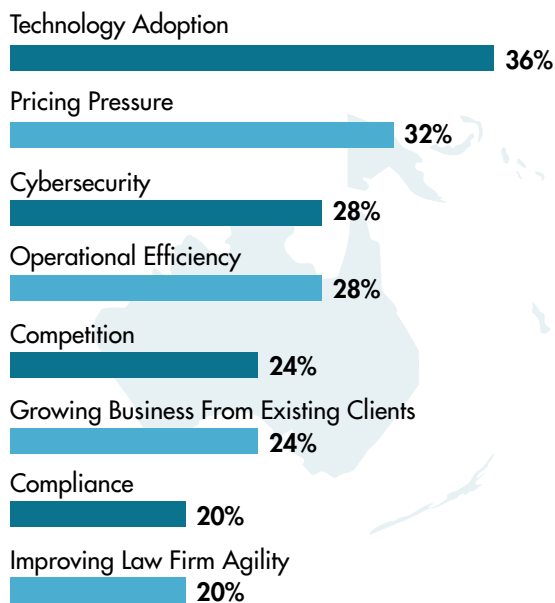 Technology Adoption
36%
Pricing Pressure
32%
Cybersecurity
28%
Operational Efficiency
28%
Competition
24%
Growing Business From Existing Clients
24%
Compliance
20%
Improving Law Firm Agility
20%